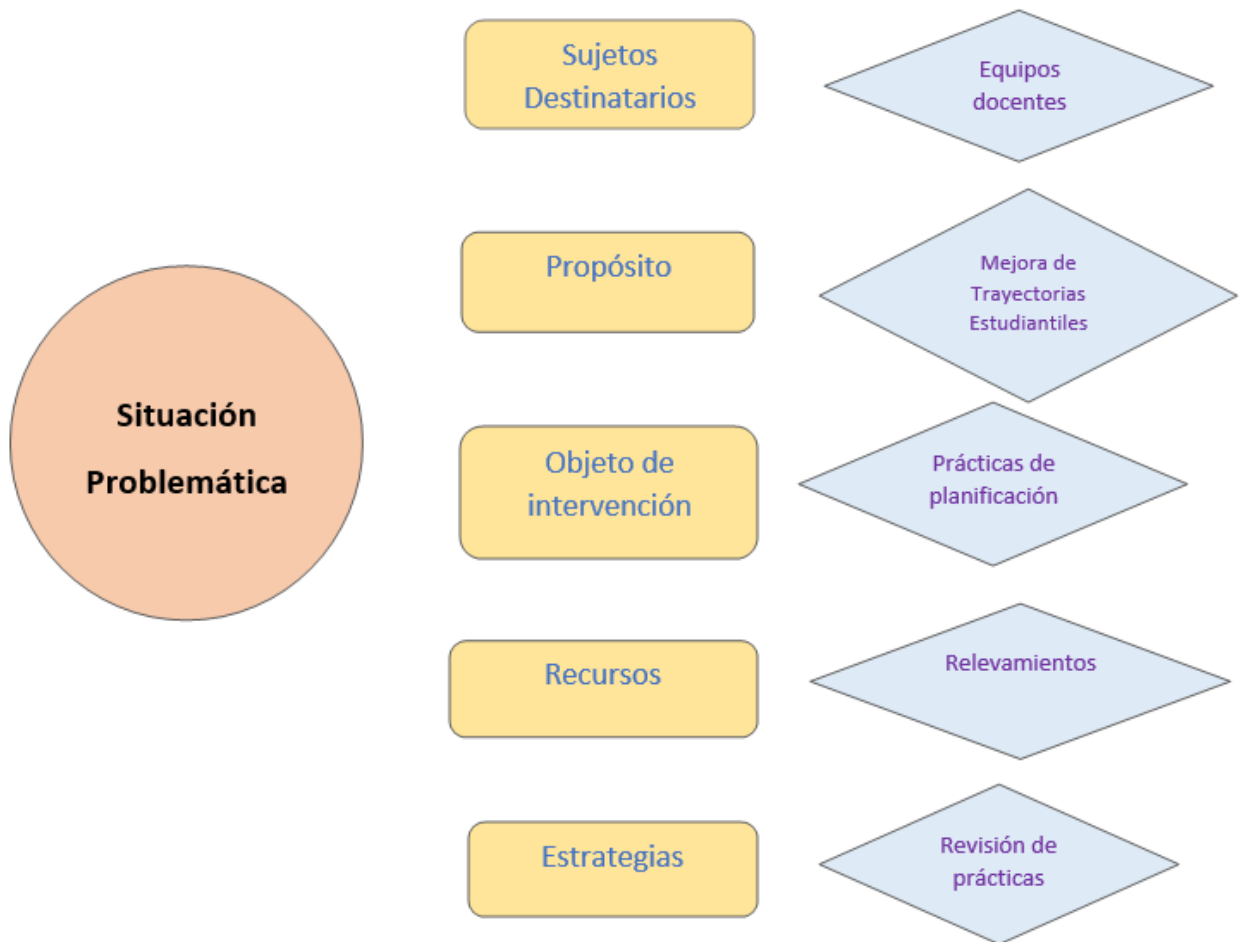 Sujetos
Destinatarios
Equipos
docentes
Propósito
Mejora de
Trayectorias
Estudiantiles
Situación
Problemática
Objeto de
intervención
Prácticas de
planificación
Recursos
Relevamientos
Estrategias
Revisión de
prácticas